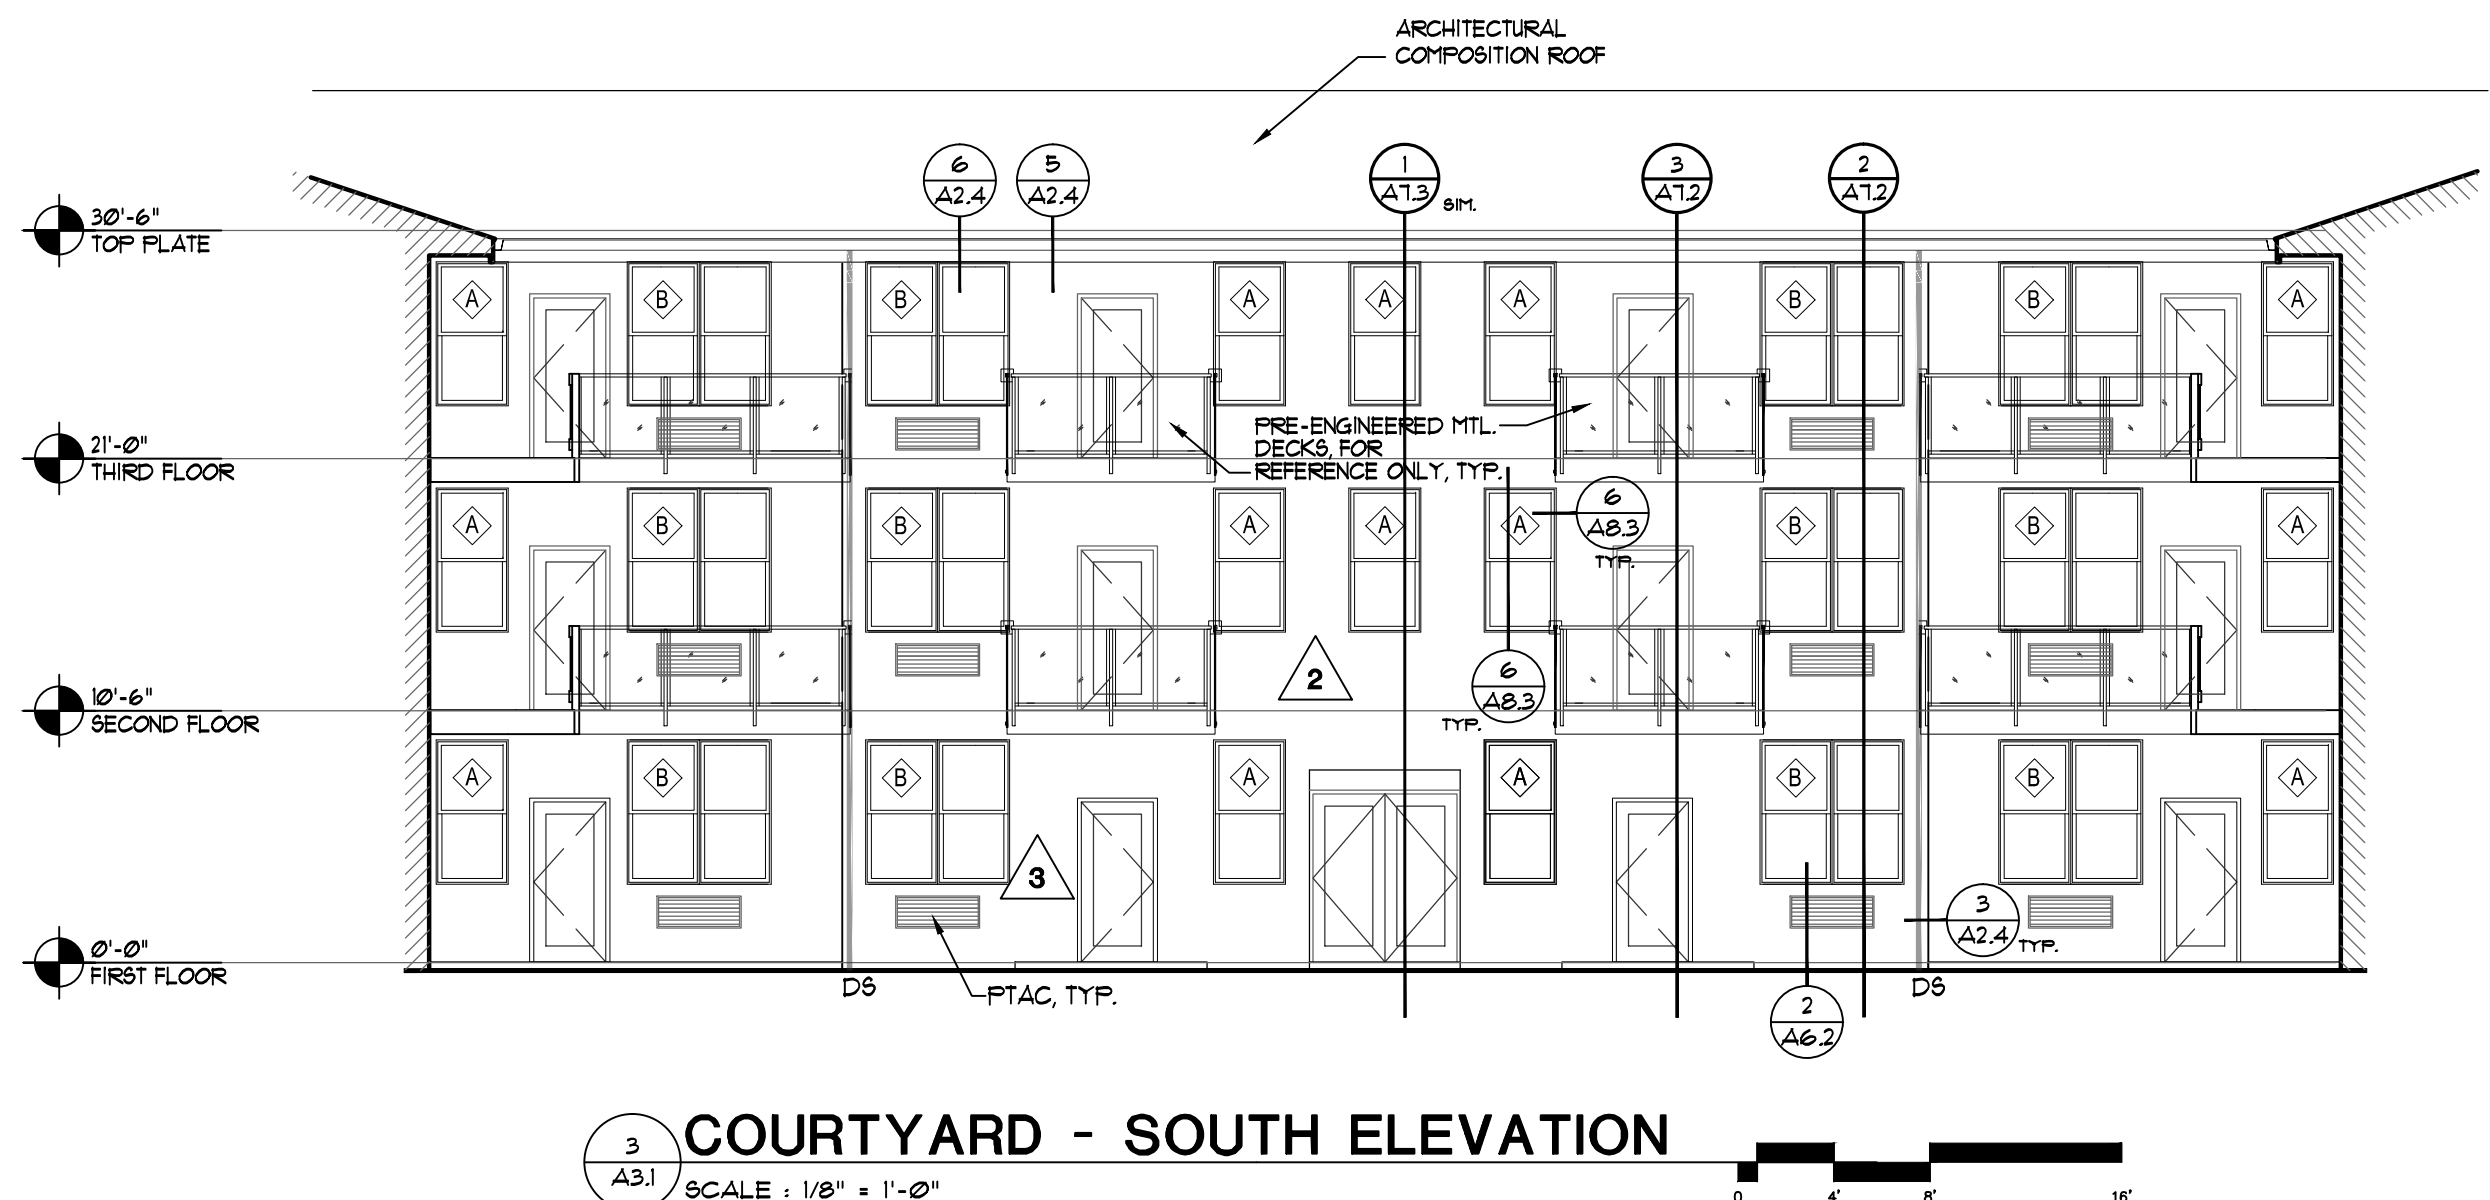 ARCHITECTURAL
COMPOSITION ROOF
6
A2.4
5
A2.4
1
A7.3
SIM.
3
A7.2
2
A7.2
30'-6"
TOP PLATE
A
B
B
A
A
A
B
B
A
PRE-ENGINEERED MTL.
DECKS, FOR
REFERENCE ONLY, TYP.
21'-0"
THIRD FLOOR
A
B
B
A
A
A
B
B
A
6
A8.3
TYP.
2
6
A8.3
TYP.
10'-6"
SECOND FLOOR
A
B
B
A
A
B
B
A
3
3
A2.4
TYP.
0'-0"
FIRST FLOOR
DS
PTAC, TYP.
DS
2
A6.2
3
A3.1
COURTYARD - SOUTH ELEVATION
SCALE : 1/8" = 1'-0"
0 4' 8' 16'